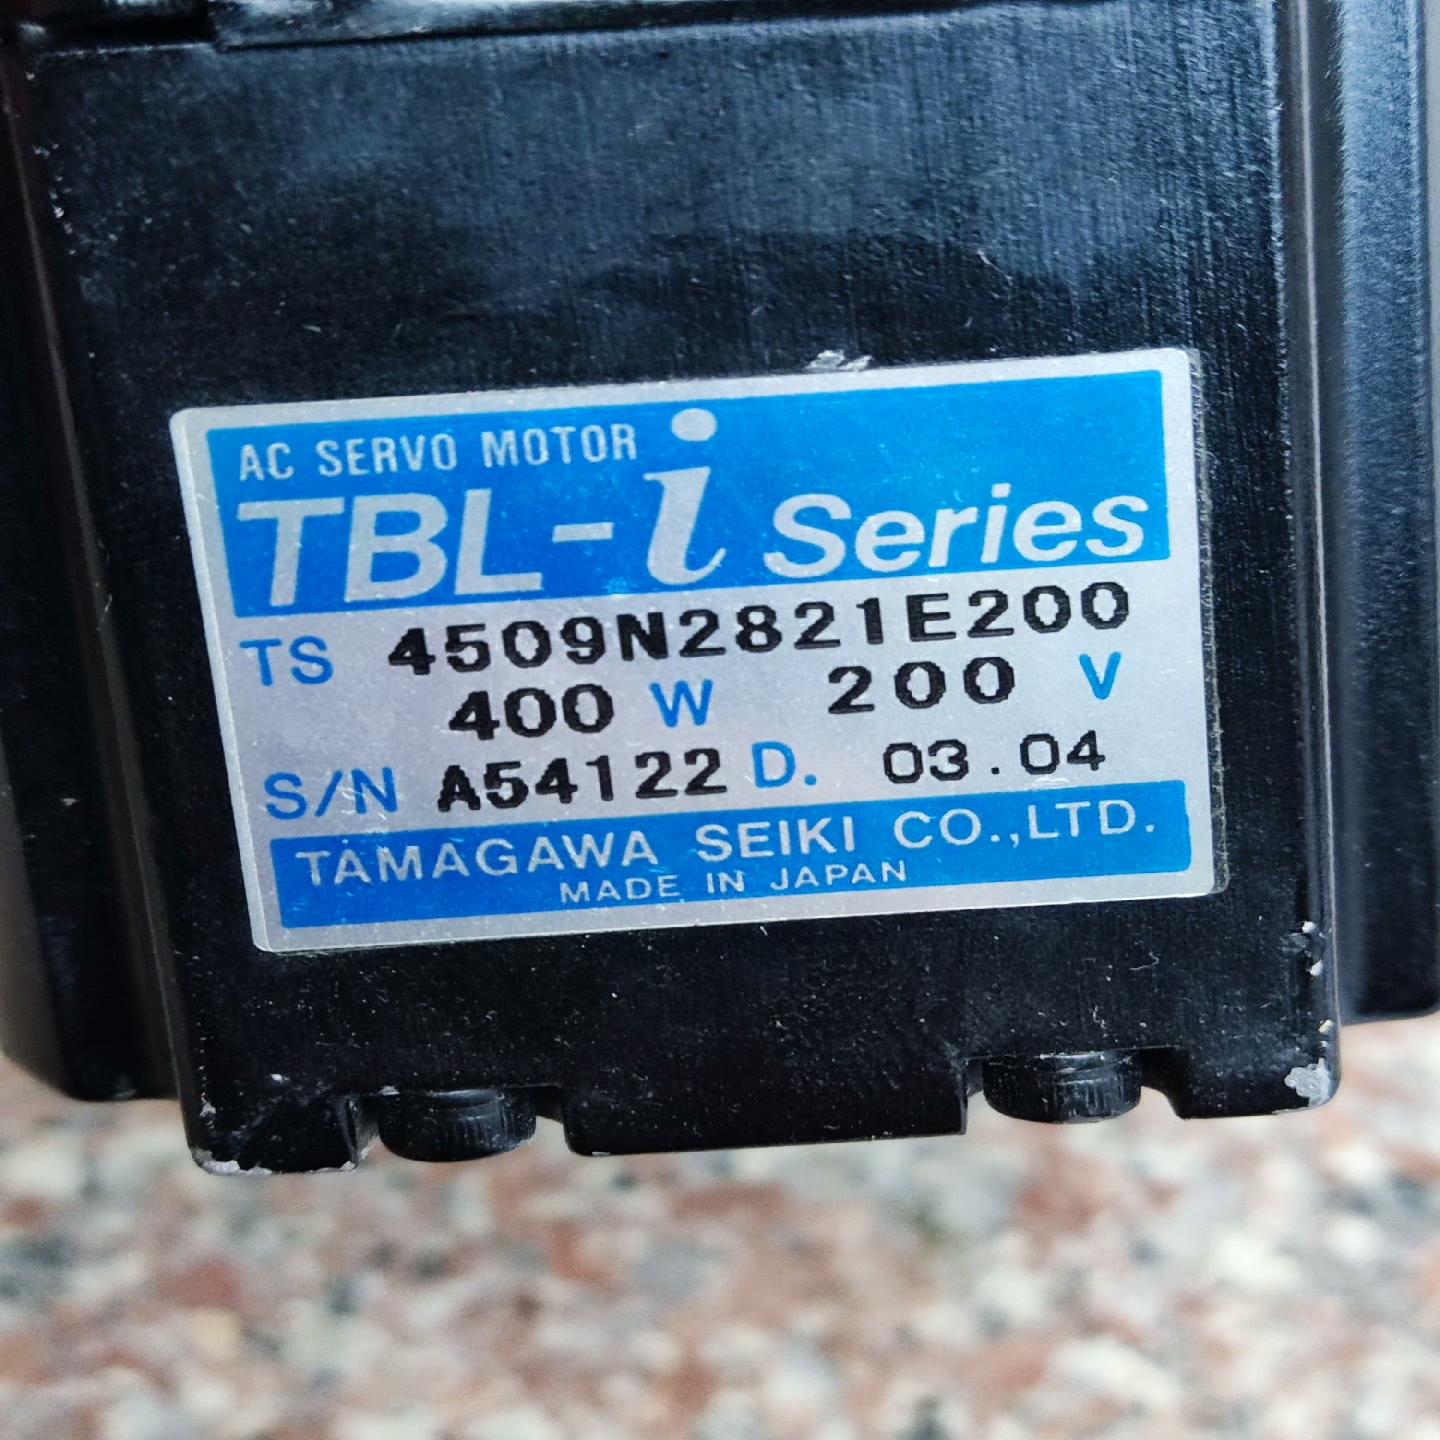 AC SERVO MOTOR
TBL-i Series
TS 4509N2821E200
400 W 200 V
S/N A54122 D. 03.04
TAMAGAWA SEIKI CO.,LTD.
MADE IN JAPAN